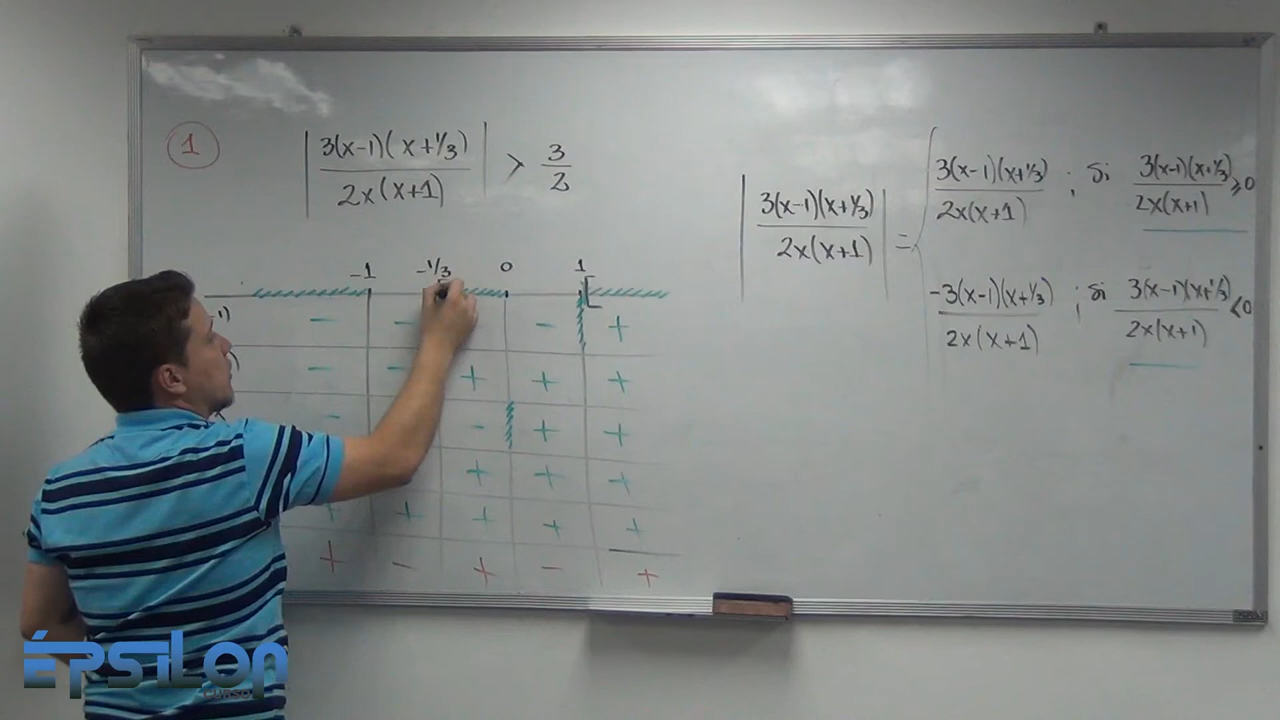 1
| 3(x-1)(x+1/3) / 2x(x+1) | > 3/2
| 3(x-1)(x+1/3) / 2x(x+1) | = { 3(x-1)(x+1/3) / 2x(x+1) ; si 3(x-1)(x+1/3) / 2x(x+1) ≥ 0
-3(x-1)(x+1/3) / 2x(x+1) ; si 3(x-1)(x+1/3) / 2x(x+1) < 0
-1 -1/3 0 1
-1) - - - +
) - - + + +
- - + +
+ + +
+ + + + +
+ - + - +
ÉPSILON
CURSO